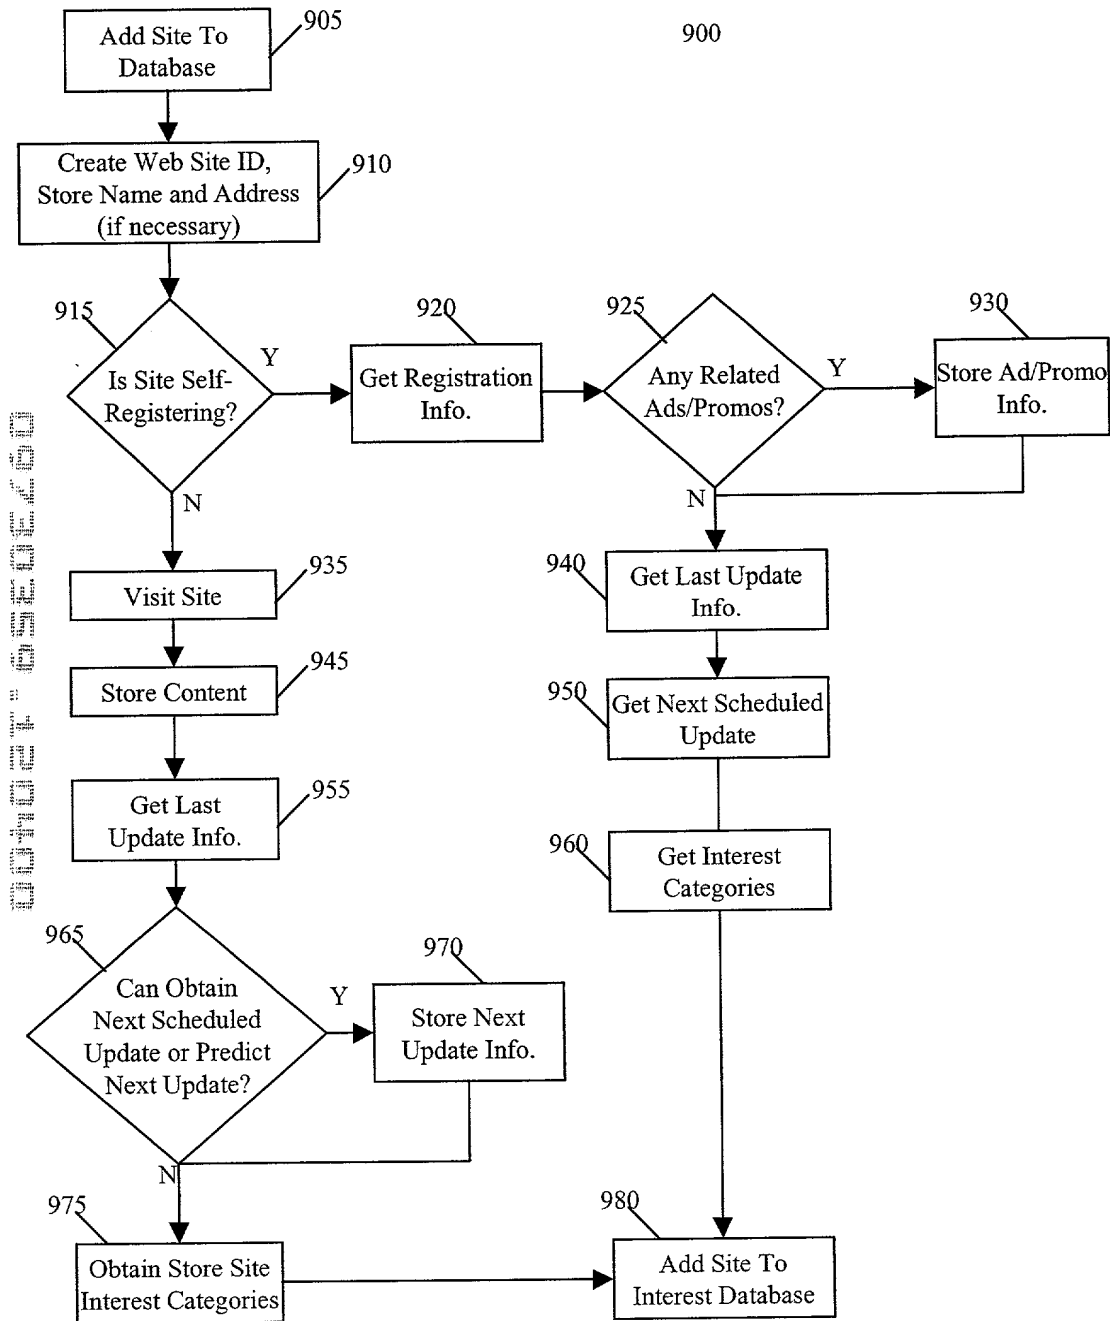 905
900
Add Site To
Database
Create Web Site ID,
Store Name and Address
(if necessary)
910
915
Is Site Self-
Registering?
Y
N
920
Get Registration
Info.
925
Any Related
Ads/Promos?
Y
N
930
Store Ad/Promo
Info.
935
Visit Site
940
Get Last Update
Info.
945
Store Content
950
Get Next Scheduled
Update
955
Get Last
Update Info.
960
Get Interest
Categories
965
Can Obtain
Next Scheduled
Update or Predict
Next Update?
Y
N
970
Store Next
Update Info.
975
Obtain Store Site
Interest Categories
980
Add Site To
Interest Database
09730259.120400